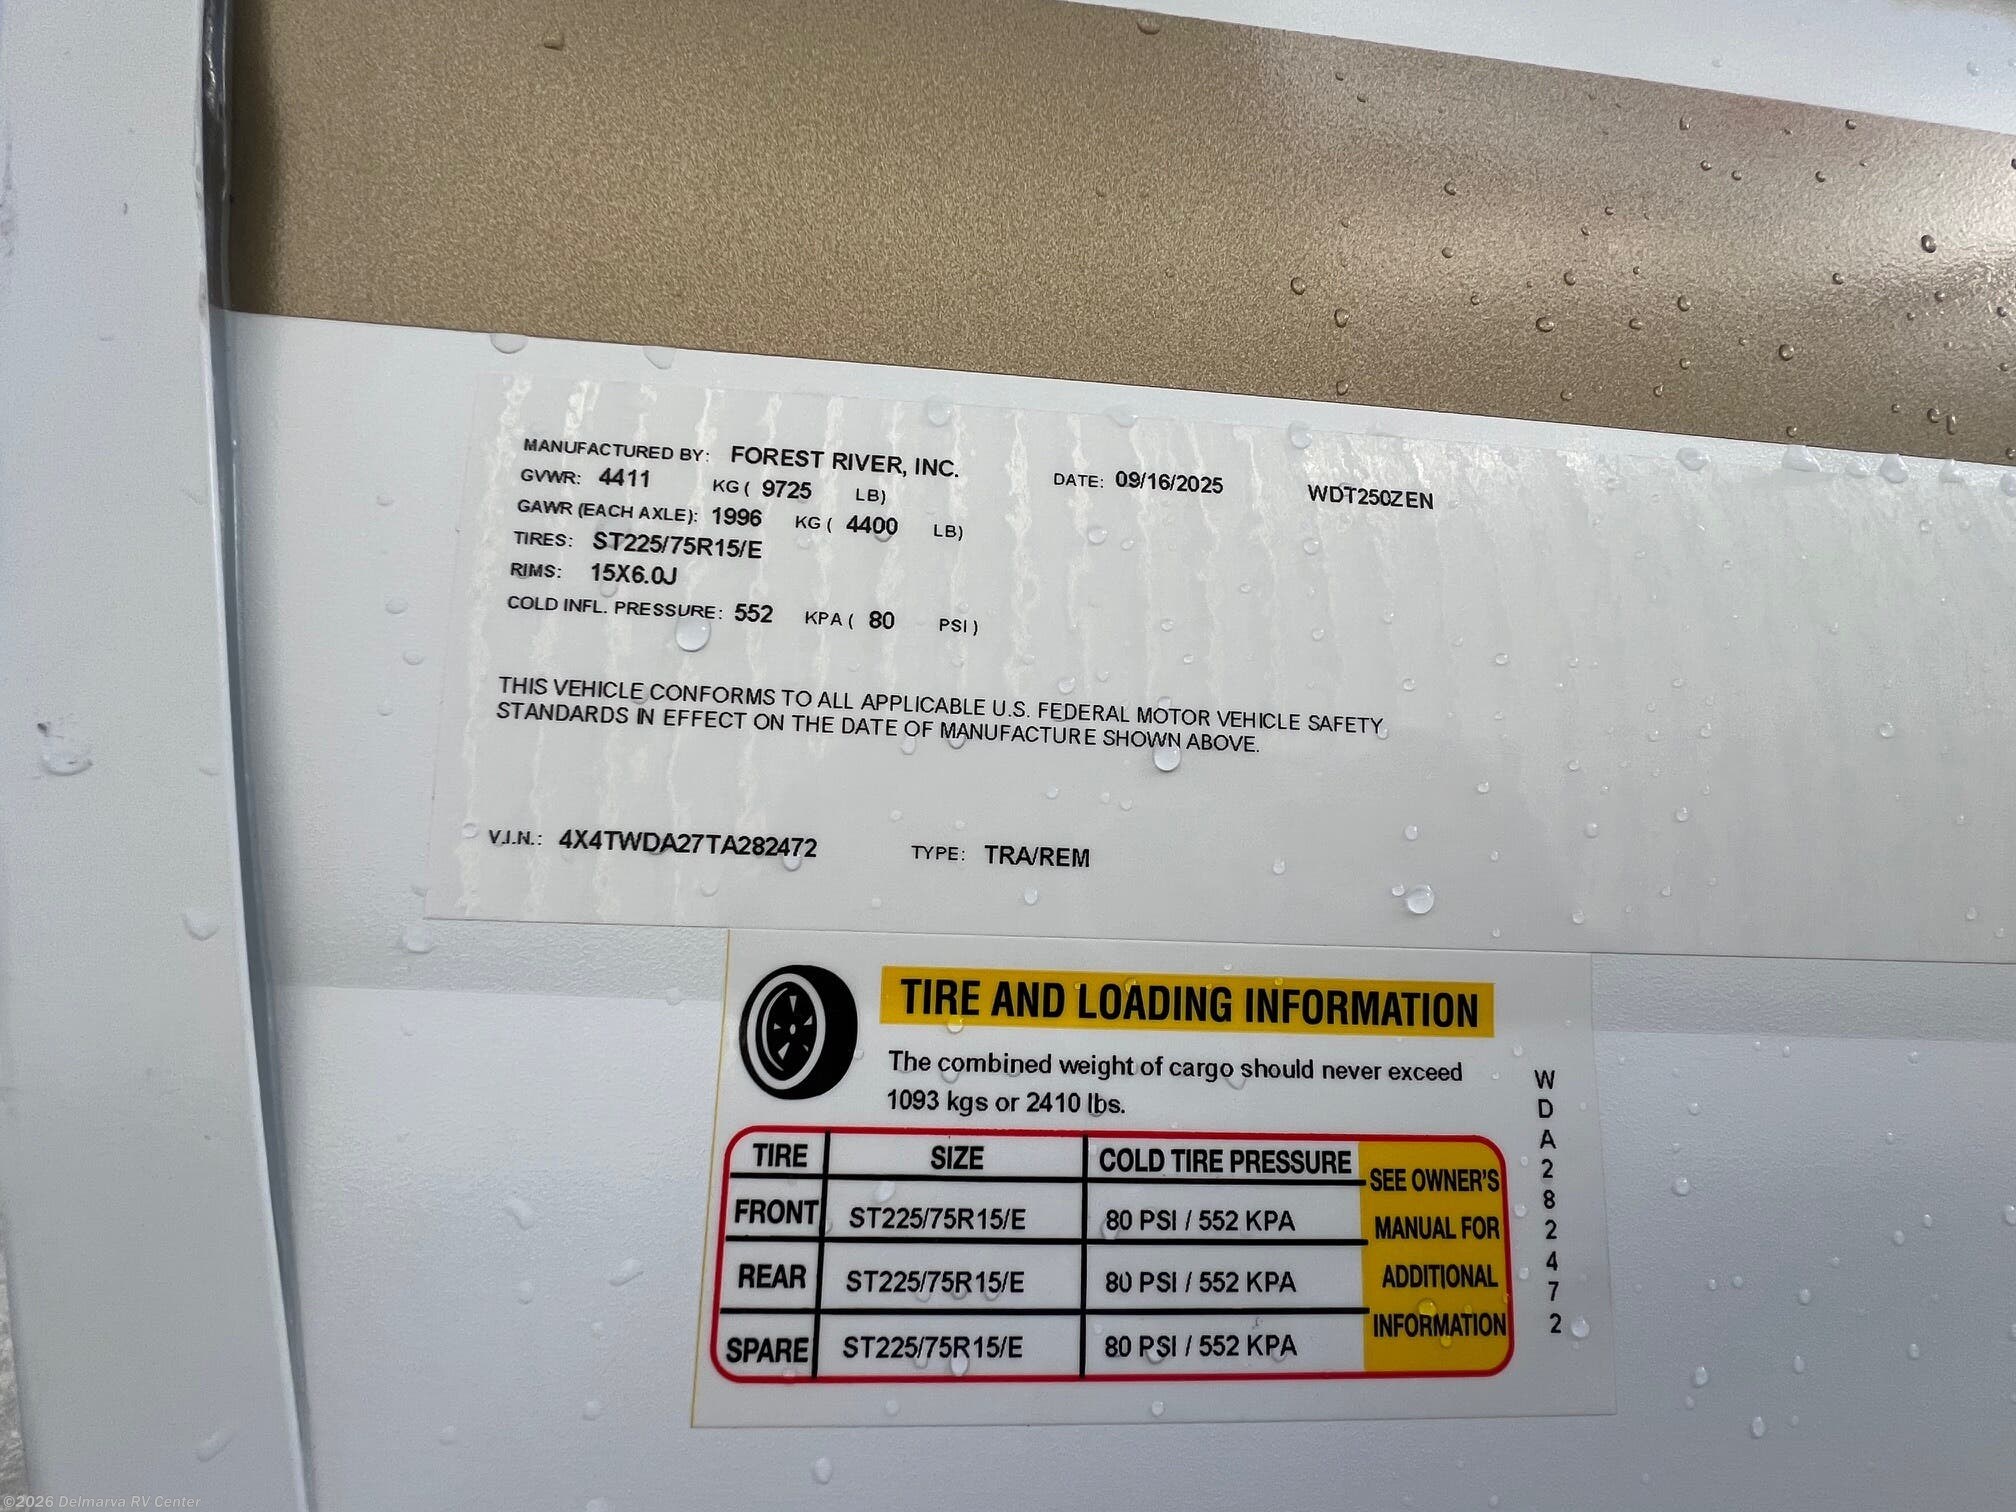 MANUFACTURED BY: FOREST RIVER, INC. DATE: 09/16/2025 WDT250ZEN
GVWR: 4411 KG ( 9725 LB)
GAWR (EACH AXLE): 1996 KG ( 4400 LB)
TIRES: ST225/75R15/E
RIMS: 15X6.0J
COLD INFL. PRESSURE: 552 KPA ( 80 PSI )
THIS VEHICLE CONFORMS TO ALL APPLICABLE U.S. FEDERAL MOTOR VEHICLE SAFETY
STANDARDS IN EFFECT ON THE DATE OF MANUFACTURE SHOWN ABOVE.
V.I.N.: 4X4TWDA27TA282472 TYPE: TRA/REM
TIRE AND LOADING INFORMATION
The combined weight of cargo should never exceed
1093 kgs or 2410 lbs.
TIRE SIZE COLD TIRE PRESSURE
FRONT ST225/75R15/E 80 PSI / 552 KPA
REAR ST225/75R15/E 80 PSI / 552 KPA
SPARE ST225/75R15/E 80 PSI / 552 KPA
SEE OWNER'S
MANUAL FOR
ADDITIONAL
INFORMATION
WDA282472
©2026 Delmarva RV Center